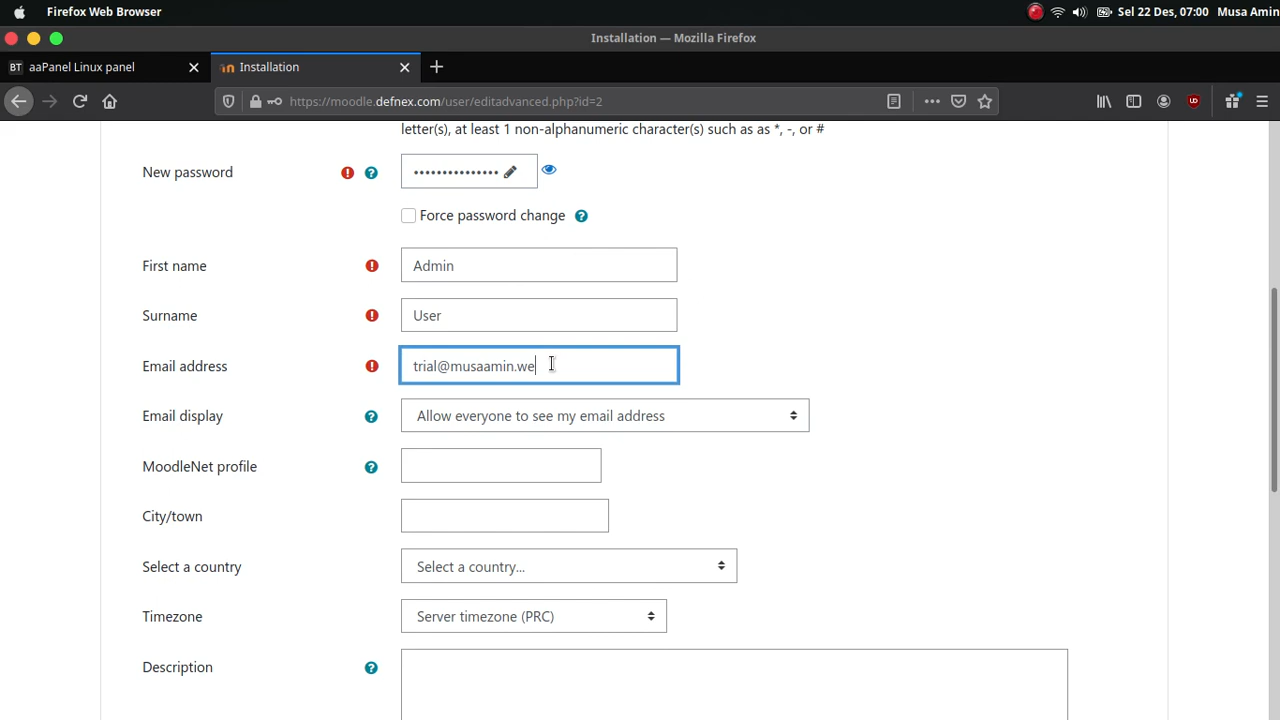 Firefox Web Browser
Sel 22 Des, 07:00 Musa Amin
Installation — Mozilla Firefox
BT aaPanel Linux panel
Installation
https://moodle.defnex.com/user/editadvanced.php?id=2
letter(s), at least 1 non-alphanumeric character(s) such as as *, -, or #
New password
•••••••••••••••
Force password change
First name
Admin
Surname
User
Email address
trial@musaamin.we
Email display
Allow everyone to see my email address
MoodleNet profile
City/town
Select a country
Select a country...
Timezone
Server timezone (PRC)
Description